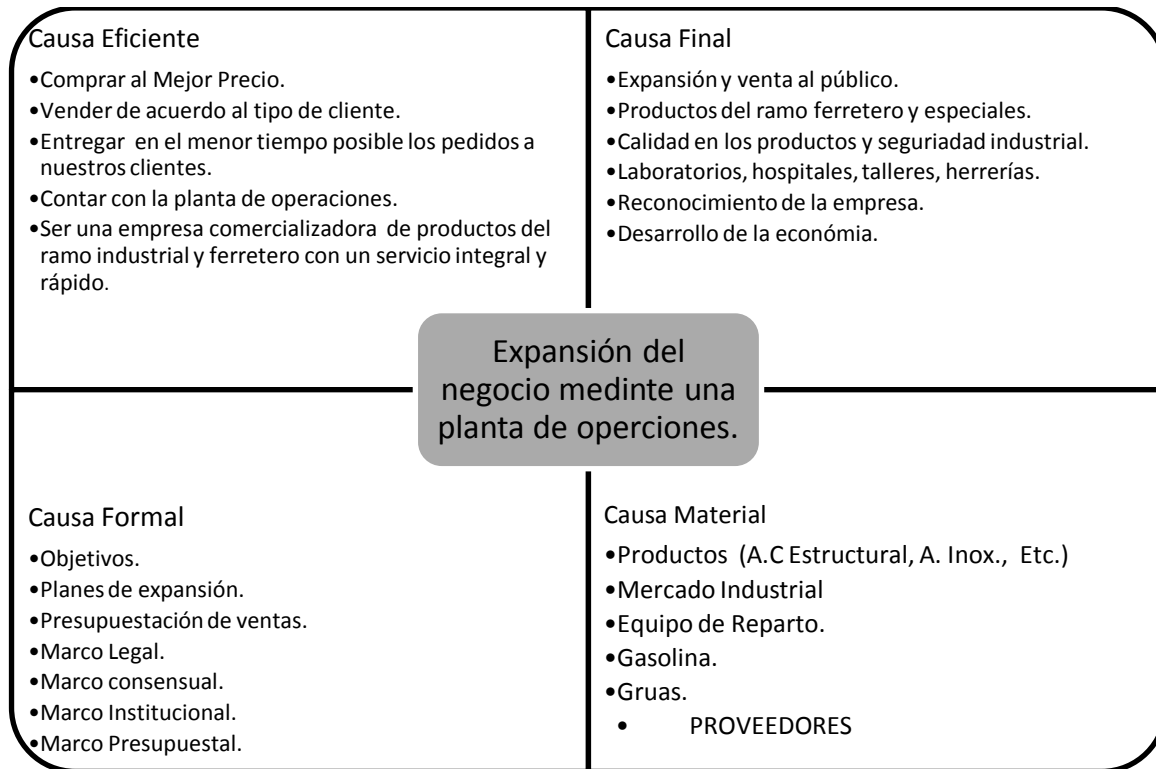 Causa Eficiente
•Comprar al Mejor Precio.
•Vender de acuerdo al tipo de cliente.
•Entregar en el menor tiempo posible los pedidos a
nuestros clientes.
•Contar con la planta de operaciones.
•Ser una empresa comercializadora de productos del
ramo industrial y ferretero con un servicio integral y
rápido.
Causa Final
•Expansión y venta al público.
•Productos del ramo ferretero y especiales.
•Calidad en los productos y seguriadad industrial.
•Laboratorios, hospitales, talleres, herrerías.
•Reconocimiento de la empresa.
•Desarrollo de la económia.
Expansión del
negocio medinte una
planta de operciones.
Causa Formal
•Objetivos.
•Planes de expansión.
•Presupuestación de ventas.
•Marco Legal.
•Marco consensual.
•Marco Institucional.
•Marco Presupuestal.
Causa Material
•Productos (A.C Estructural, A. Inox., Etc.)
•Mercado Industrial
•Equipo de Reparto.
•Gasolina.
•Gruas.
• PROVEEDORES